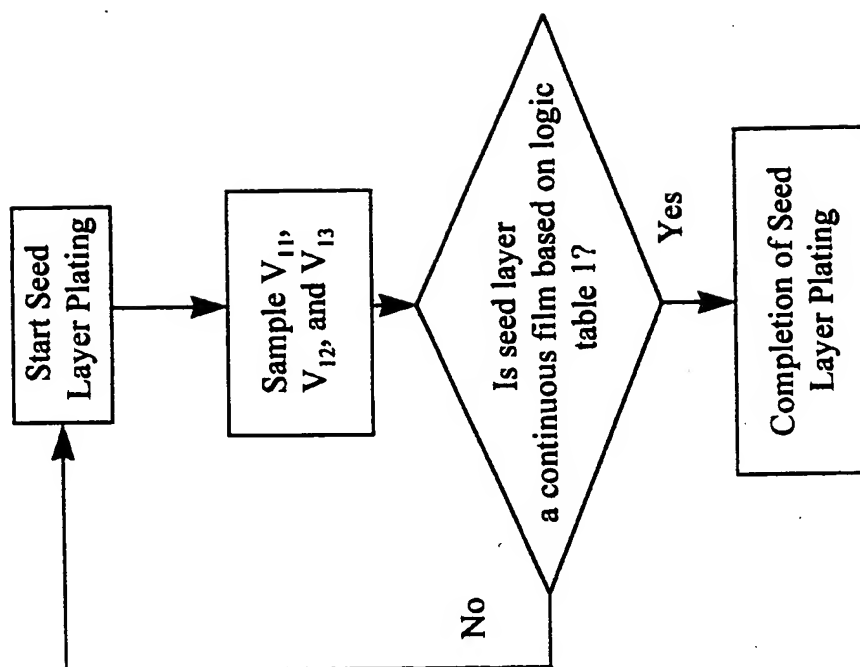 Start Seed
Layer Plating
Sample V₁₁,
V₁₂, and V₁₃
Is seed layer
a continuous film based on logic
table 1?
No
Yes
Completion of Seed
Layer Plating